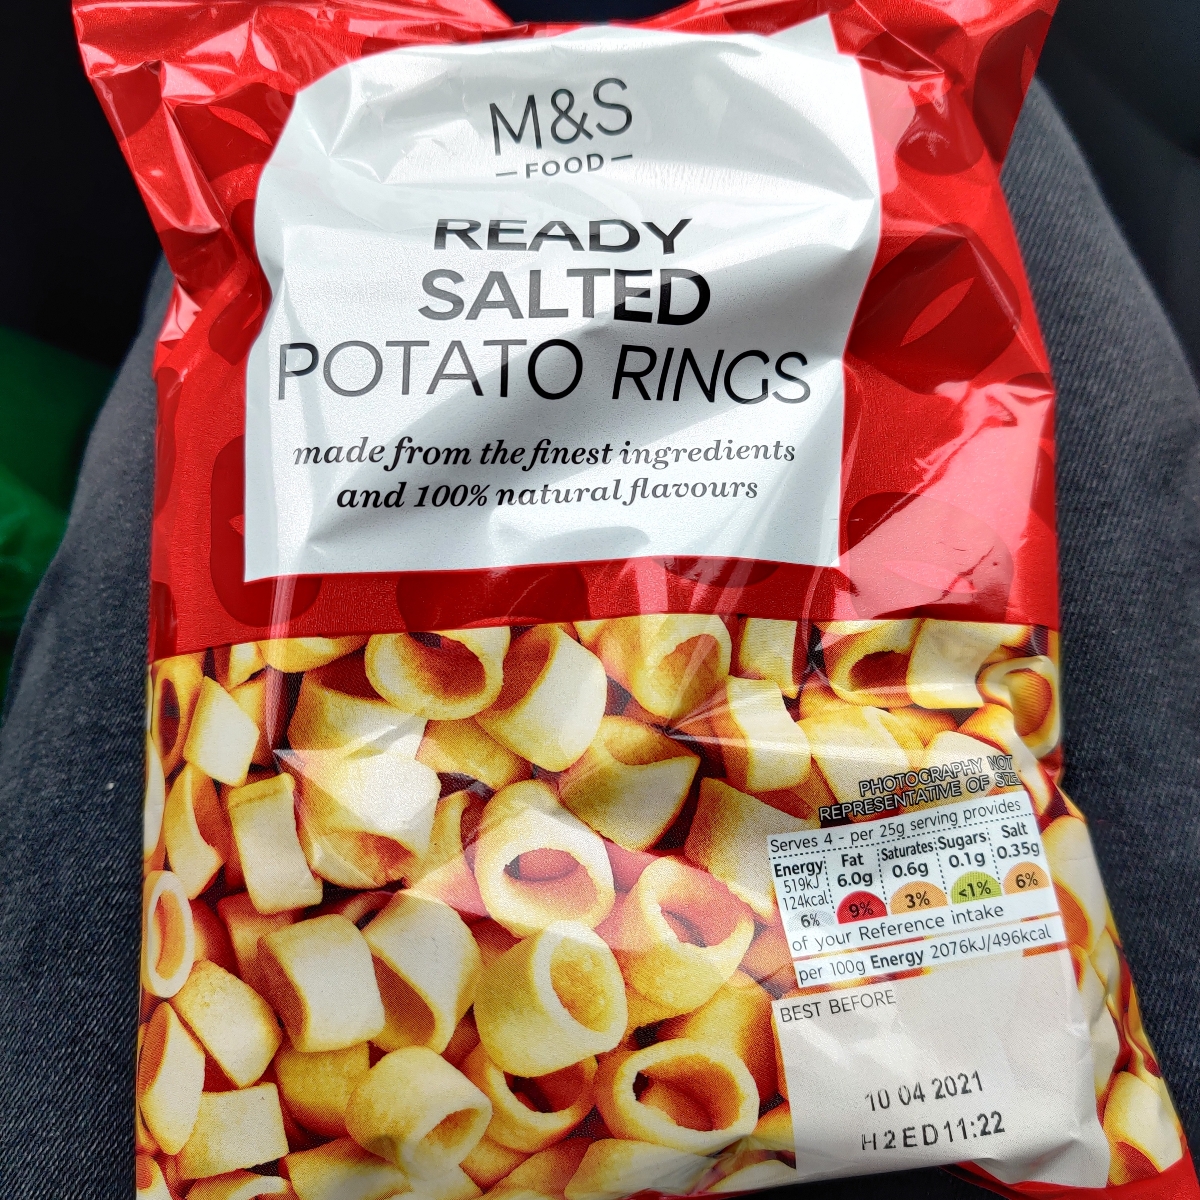 M&S
FOOD
READY
SALTED
POTATO RINGS
made from the finest ingredients
and 100% natural flavours
PHOTOGRAPHY NOT
REPRESENTATIVE OF SIZE
Serves 4 - per 25g serving provides
Energy Fat Saturates Sugars Salt
519kJ 6.0g 0.6g 0.1g 0.35g
124kcal
6% 9% 3% <1% 6%
of your Reference intake
per 100g Energy 2076kJ/496kcal
BEST BEFORE
10 04 2021
H2ED11:22